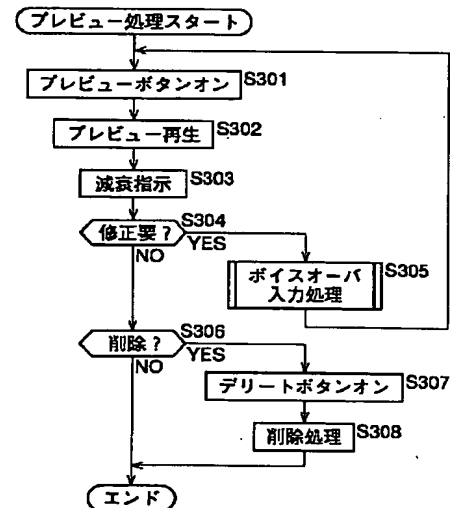 プレビュー処理スタート
プレビューボタンオン S301
プレビュー再生 S302
減衰指示 S303
修正要? S304
YES
NO
ボイスオーバ
入力処理
S305
削除? S306
YES
NO
デリートボタンオン S307
削除処理 S308
エンド